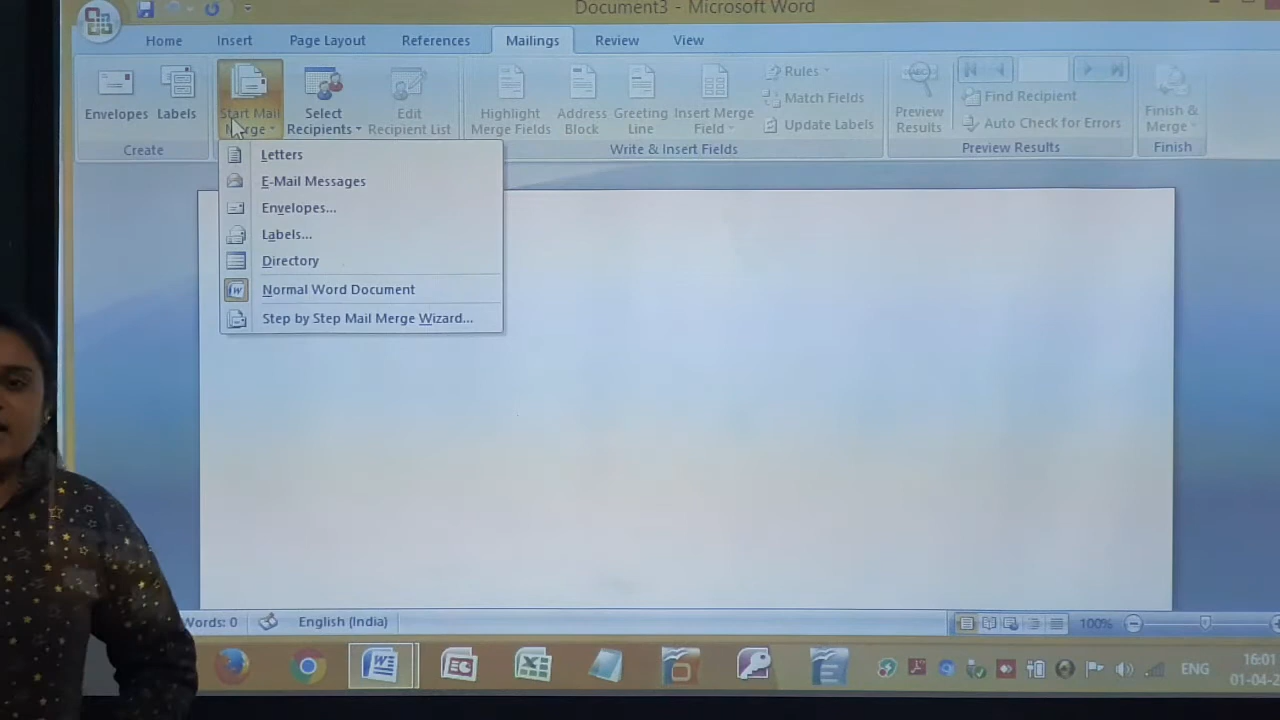 Document3 - Microsoft Word
Home Insert Page Layout References Mailings Review View
Envelopes
Labels
Create
Start Mail
Merge
Select
Recipients
Edit
Recipient List
Highlight
Merge Fields
Address
Block
Greeting
Line
Insert Merge
Field
Rules
Match Fields
Update Labels
Write & Insert Fields
Preview
Results
Find Recipient
Auto Check for Errors
Preview Results
Finish &
Merge
Finish
Letters
E-Mail Messages
Envelopes...
Labels...
Directory
Normal Word Document
Step by Step Mail Merge Wizard...
Words: 0 English (India) 100%
ENG
16:01
01-04-2